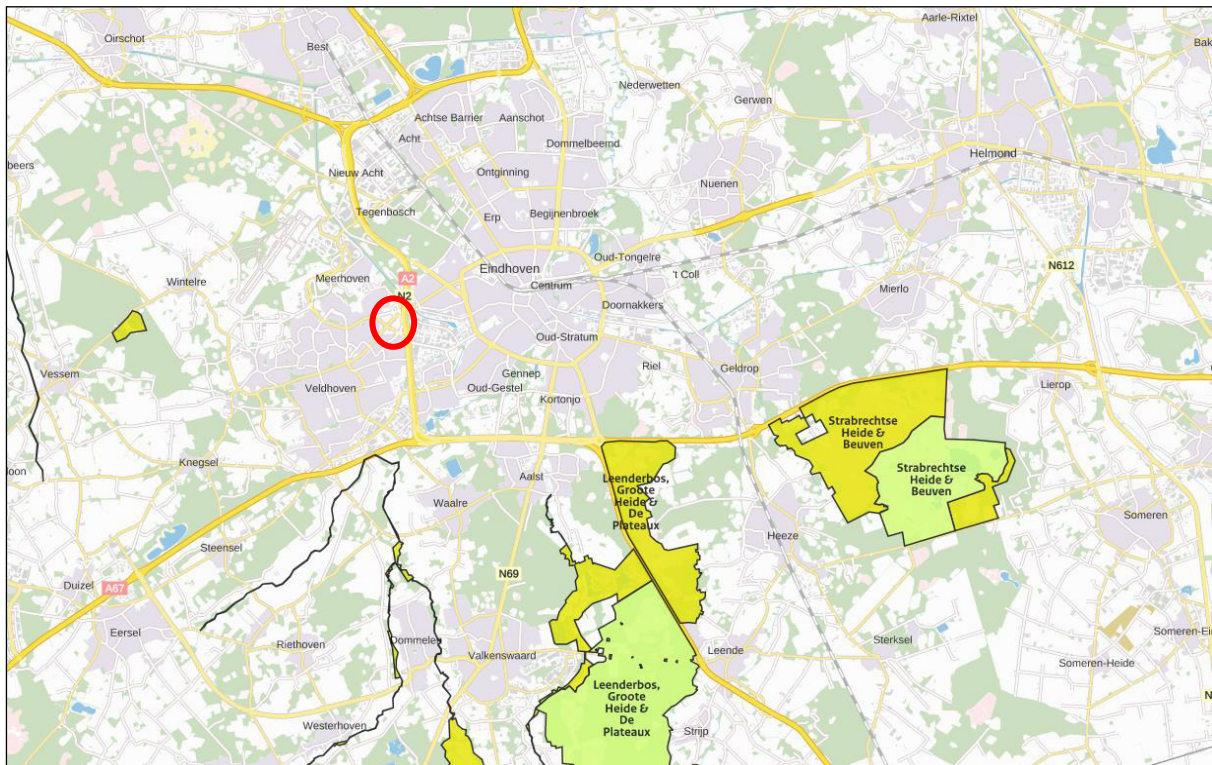 Aarle-Rixtel
Oirschot
Best
Bak
Nederwetten
Gerwen
Achtse Barrier
Aanschot
Acht
Dommelbeemd
Helmond
beers
Nieuw Acht
Ontginning
Nuenen
Tegenbosch
Erp
Begijnenbroek
Oud-Tongelre
Eindhoven
't Coll
N612
Wintelre
Meerhoven
A2
Centrum
Mierlo
N2
Doornakkers
Oud-Stratum
Vessem
Gennep
Riel
Geldrop
Lierop
Veldhoven
Oud-Gestel
Kortonjo
Strabrechtse
Heide &
Beuven
Knegsel
oon
Aalst
Leenderbos,
Groote
Heide &
De
Plateaux
Strabrechtse
Heide &
Beuven
Waalre
Someren
Heeze
Steensel
Duizel
A67
N69
Eersel
Riethoven
Dommelen
Valkenswaard
Leende
Sterksel
Someren-Ei
Someren-Heide
Leenderbos,
Groote
Heide &
De
Plateaux
N
Westerhoven
Strijp